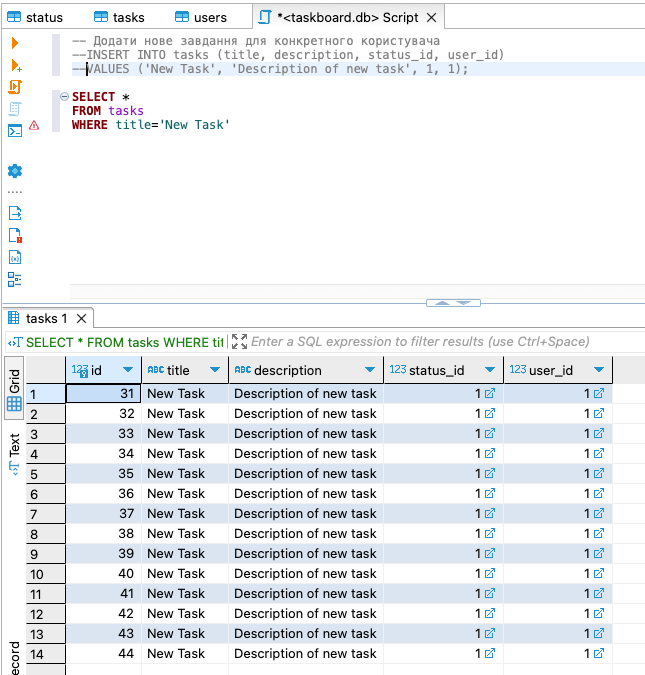 status tasks users *<taskboard.db> Script
-- Додати нове завдання для конкретного користувача
--INSERT INTO tasks (title, description, status_id, user_id)
--VALUES ('New Task', 'Description of new task', 1, 1);
SELECT *
FROM tasks
WHERE title='New Task'
tasks 1
SELECT * FROM tasks WHERE tit Enter a SQL expression to filter results (use Ctrl+Space)
Grid
Text
ecord
123 id ABC title ABC description 123 status_id 123 user_id
1 31 New Task Description of new task 1 1
2 32 New Task Description of new task 1 1
3 33 New Task Description of new task 1 1
4 34 New Task Description of new task 1 1
5 35 New Task Description of new task 1 1
6 36 New Task Description of new task 1 1
7 37 New Task Description of new task 1 1
8 38 New Task Description of new task 1 1
9 39 New Task Description of new task 1 1
10 40 New Task Description of new task 1 1
11 41 New Task Description of new task 1 1
12 42 New Task Description of new task 1 1
13 43 New Task Description of new task 1 1
14 44 New Task Description of new task 1 1